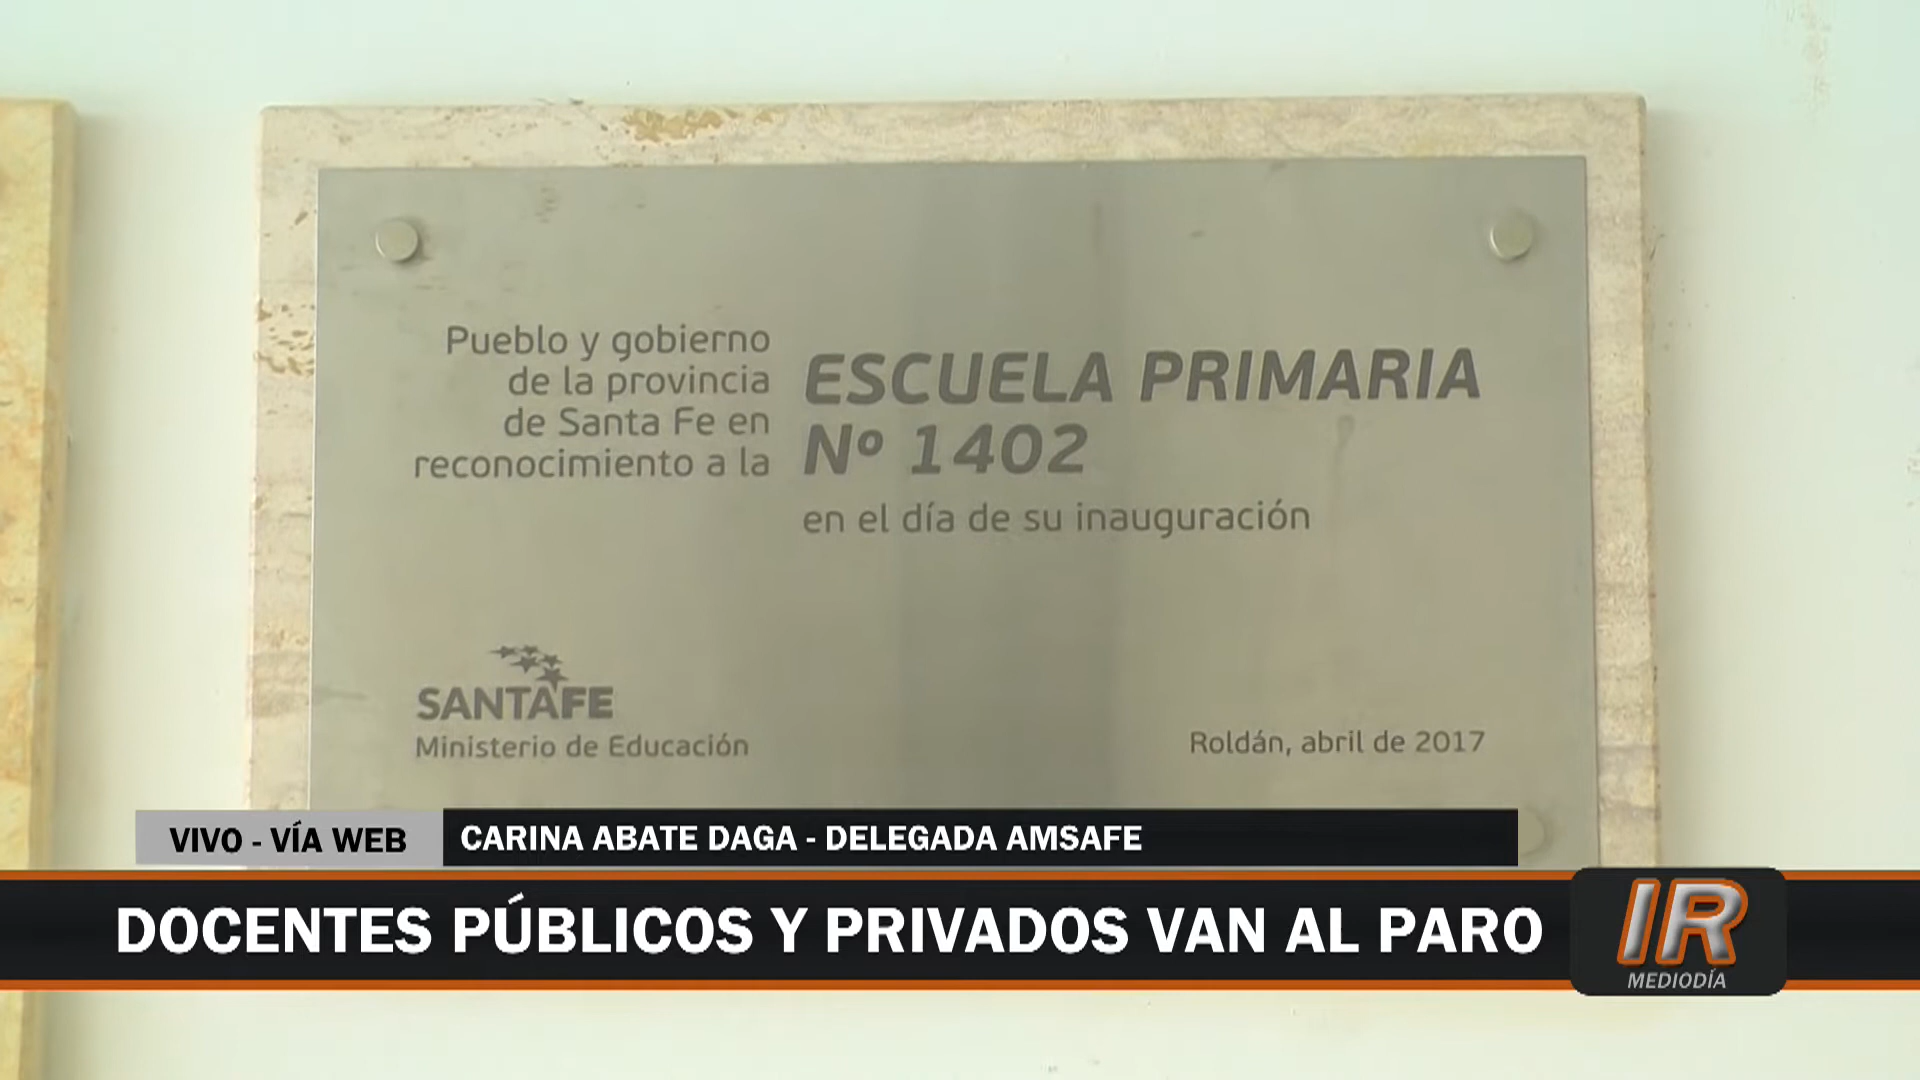 Pueblo y gobierno
de la provincia
de Santa Fe en
reconocimiento a la
ESCUELA PRIMARIA
Nº 1402
en el día de su inauguración
SANTA FE
Ministerio de Educación
Roldán, abril de 2017
VIVO - VÍA WEB
CARINA ABATE DAGA - DELEGADA AMSAFE
DOCENTES PÚBLICOS Y PRIVADOS VAN AL PARO
IR
MEDIODÍA